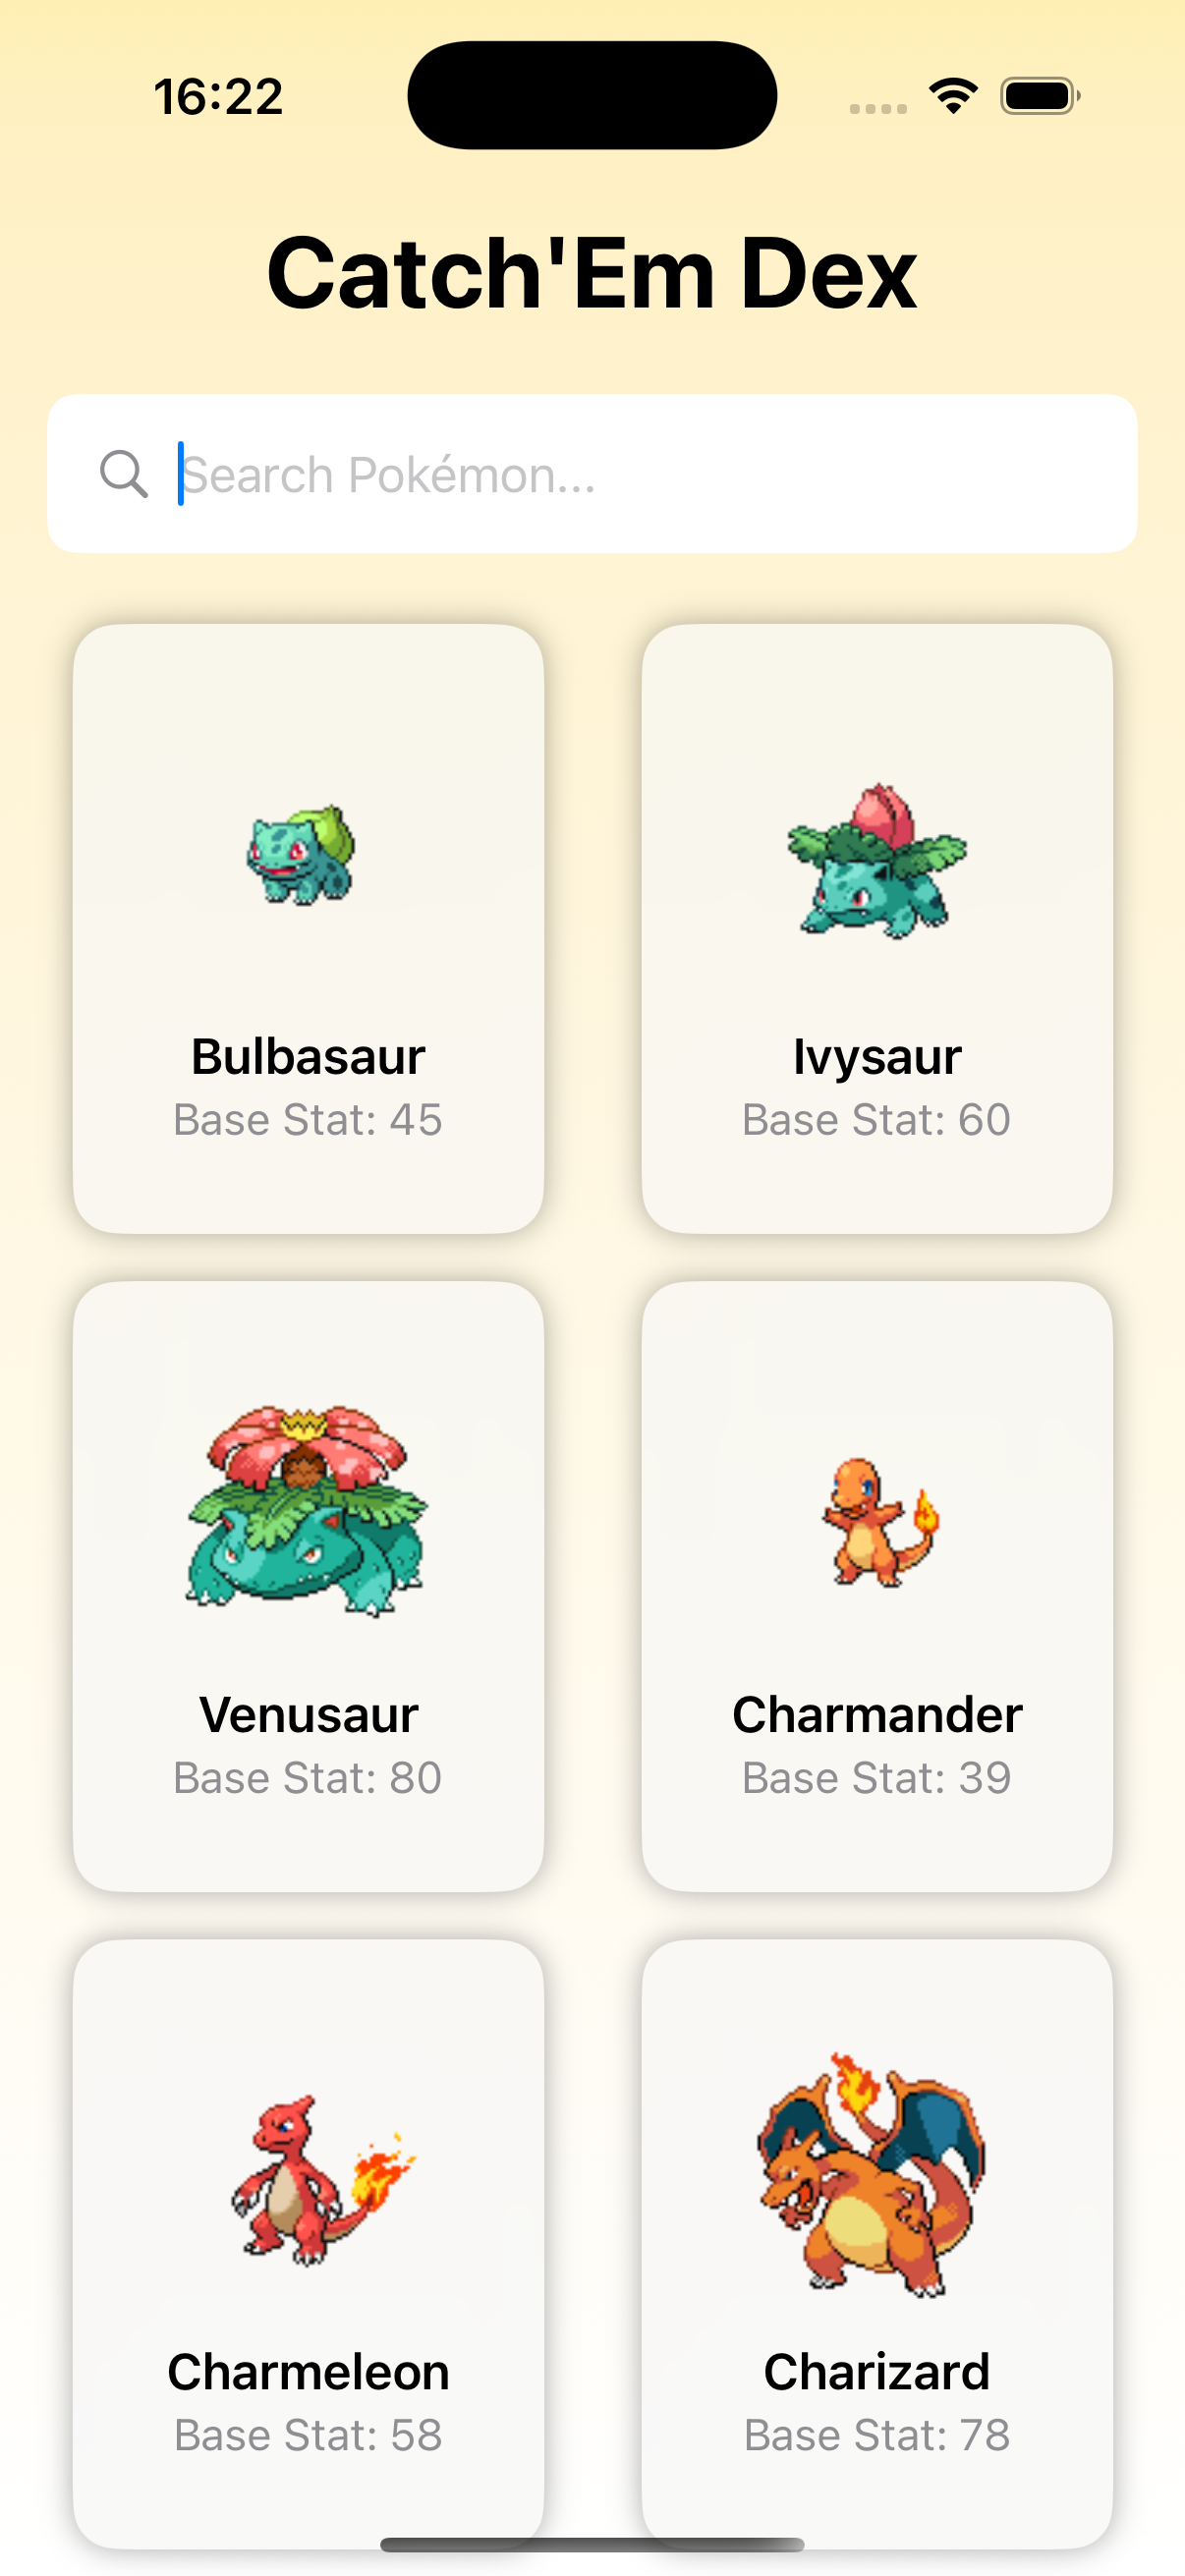 16:22
Catch'Em Dex
Search Pokémon...
Bulbasaur
Base Stat: 45
Ivysaur
Base Stat: 60
Venusaur
Base Stat: 80
Charmander
Base Stat: 39
Charmeleon
Base Stat: 58
Charizard
Base Stat: 78